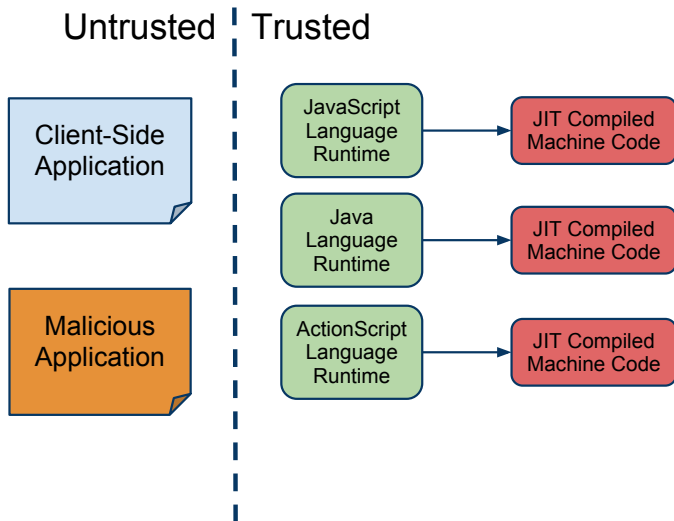 Untrusted Trusted
Client-Side
Application
Malicious
Application
JavaScript
Language
Runtime
JIT Compiled
Machine Code
Java
Language
Runtime
JIT Compiled
Machine Code
ActionScript
Language
Runtime
JIT Compiled
Machine Code